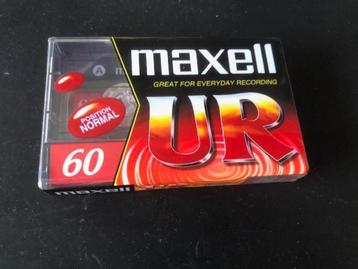 maxell
GREAT FOR EVERYDAY RECORDING
A
POSITION
NORMAL
UR
60
maxell